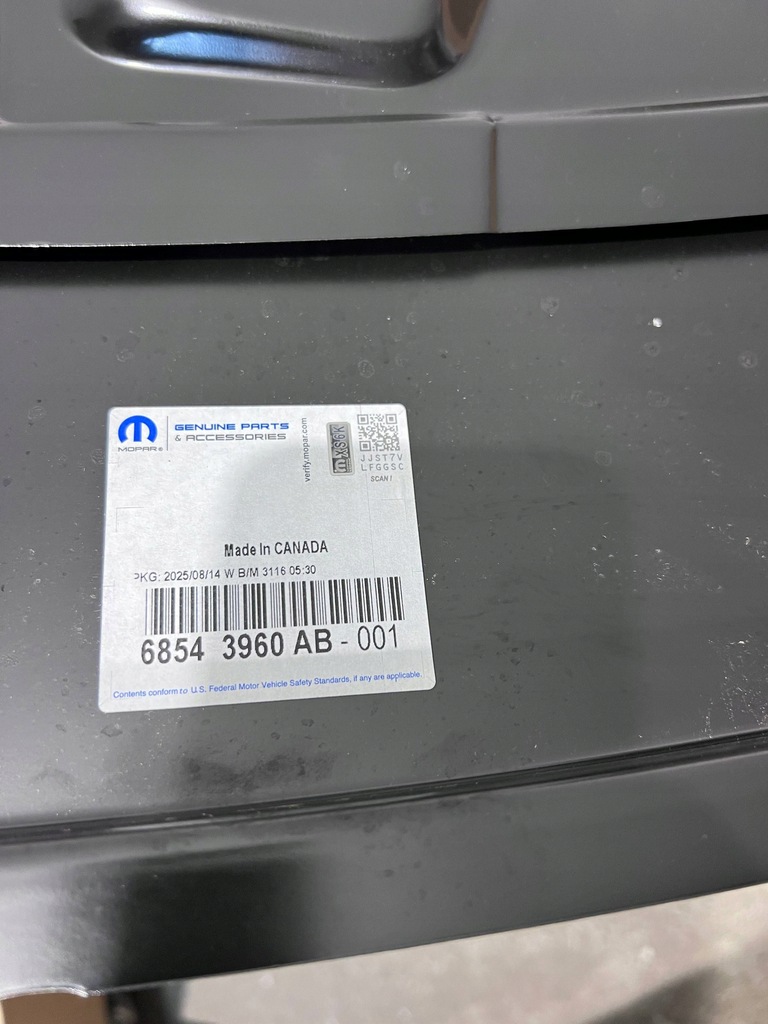 MOPAR®
GENUINE PARTS
& ACCESSORIES
verify.mopar.com
m XS6K
JJST7V
LFGGSC
SCAN!
Made In CANADA
PKG: 2025/08/14 W B/M 3116 05:30
6854 3960 AB - 001
Contents conform to U.S. Federal Motor Vehicle Safety Standards, if any are applicable.